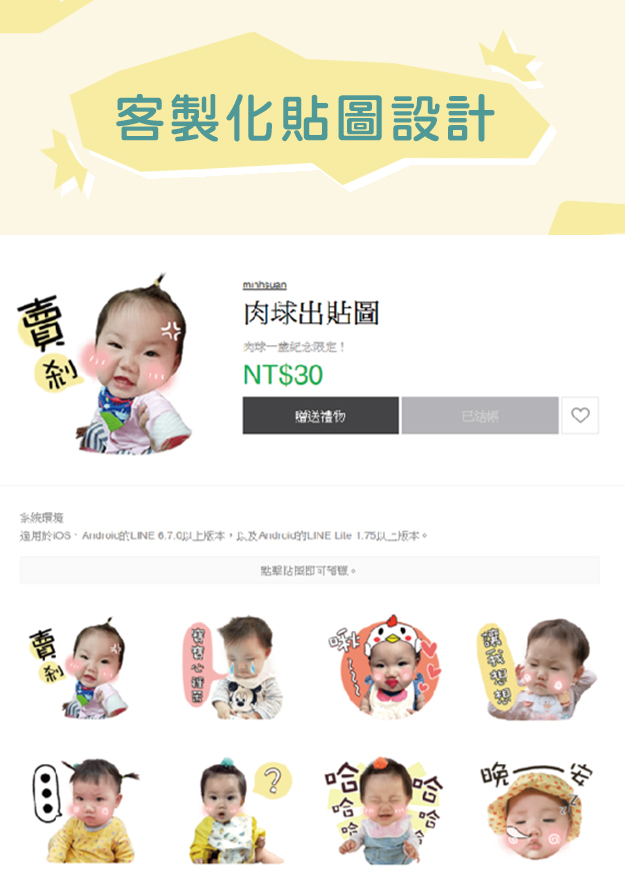 客製化貼圖設計
minhsuan
肉球出貼圖
肉球一歲紀念限定！
NT$30
贈送禮物
已結帳
賣剎
系統環境
適用於iOS、Android的LINE 6.7.0以上版本，以及Android的LINE Lite 1.75以上版本。
點擊貼圖即可預覽。
賣剎
寶寶心裡苦
啾~
讓我想想
...
?
哈哈哈哈哈哈
晚一安
z